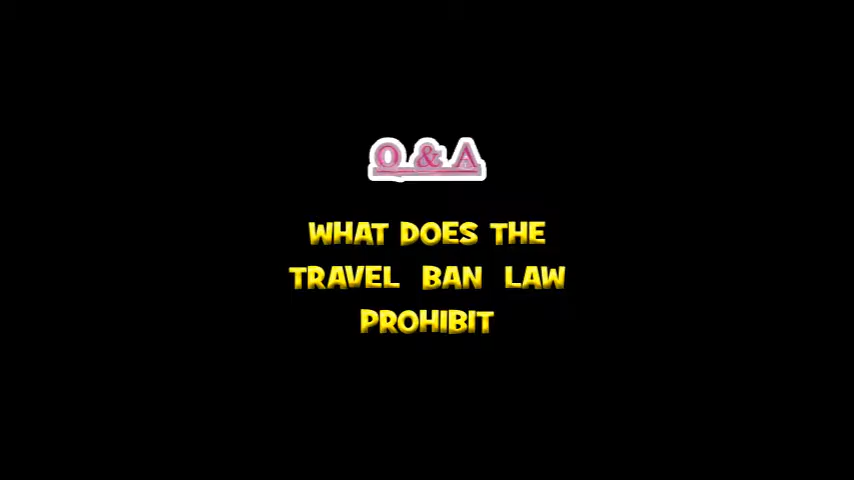 Q & A
WHAT DOES THE
TRAVEL BAN LAW
PROHIBIT